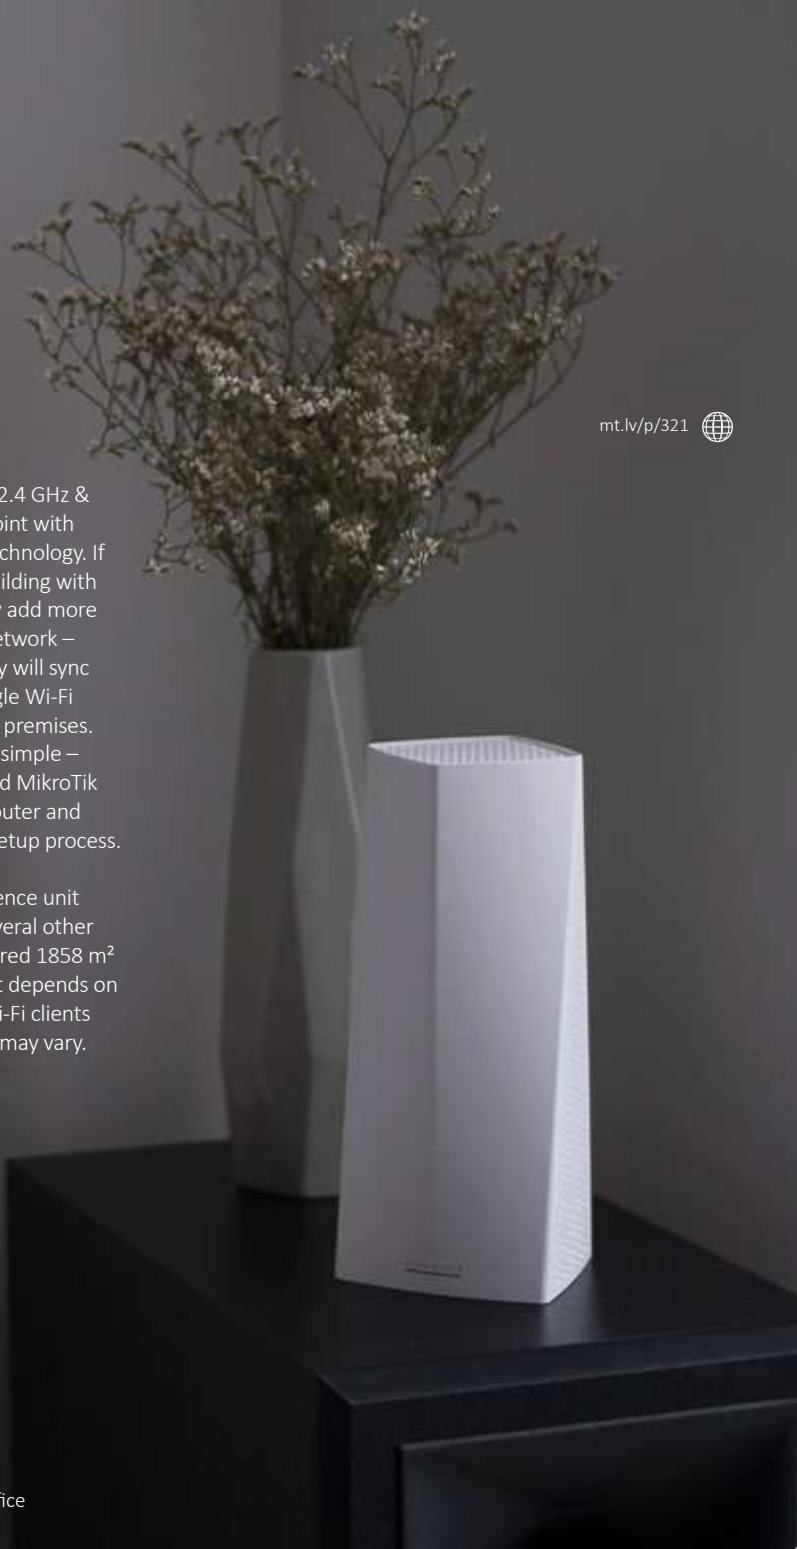 mt.lv/p/321
2.4 GHz &
oint with
chnology. If
ilding with
add more
etwork –
y will sync
gle Wi-Fi
premises.
simple –
d MikroTik
outer and
etup process.
ence unit
veral other
red 1858 m²
t depends on
i-Fi clients
may vary.
fice